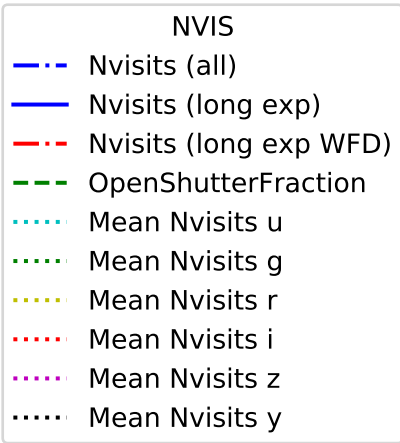 NVIS
Nvisits (all)
Nvisits (long exp)
Nvisits (long exp WFD)
OpenShutterFraction
Mean Nvisits u
Mean Nvisits g
Mean Nvisits r
Mean Nvisits i
Mean Nvisits z
Mean Nvisits y